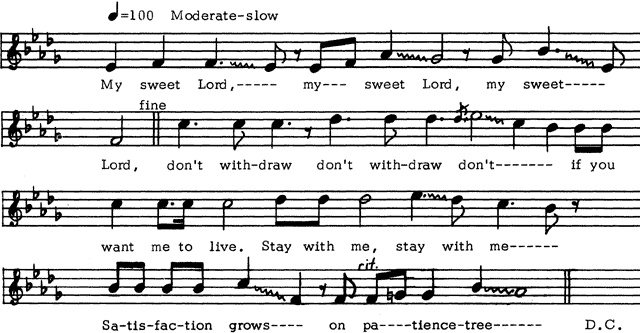 ♩=100 Moderate-slow
My sweet Lord,----- my--- sweet Lord, my sweet-----
fine
Lord, don't with-draw don't with-draw don't------- if you
want me to live. Stay with me, stay with me------
rit.
Sa-tis-fac-tion grows---- on pa----tience-tree------ D.C.